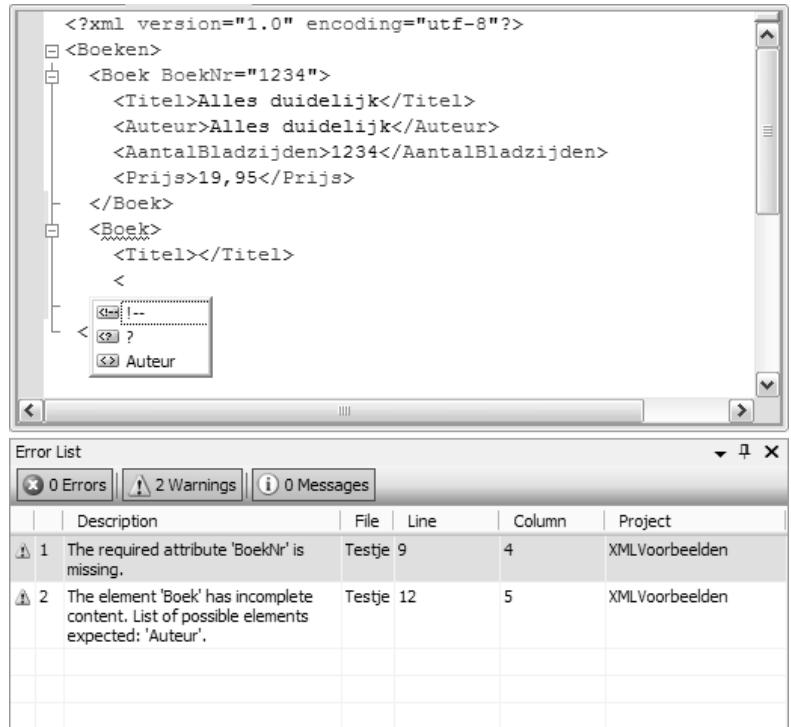 <?xml version="1.0" encoding="utf-8"?>
<Boeken>
<Boek BoekNr="1234">
<Titel>Alles duidelijk</Titel>
<Auteur>Alles duidelijk</Auteur>
<AantalBladzijden>1234</AantalBladzijden>
<Prijs>19,95</Prijs>
</Boek>
<Boek>
<Titel></Titel>
<
!--
< ?
Auteur
Error List
0 Errors 2 Warnings 0 Messages
Description File Line Column Project
1 The required attribute 'BoekNr' is Testje 9 4 XMLVoorbeelden
missing.
2 The element 'Boek' has incomplete Testje 12 5 XMLVoorbeelden
content. List of possible elements
expected: 'Auteur'.